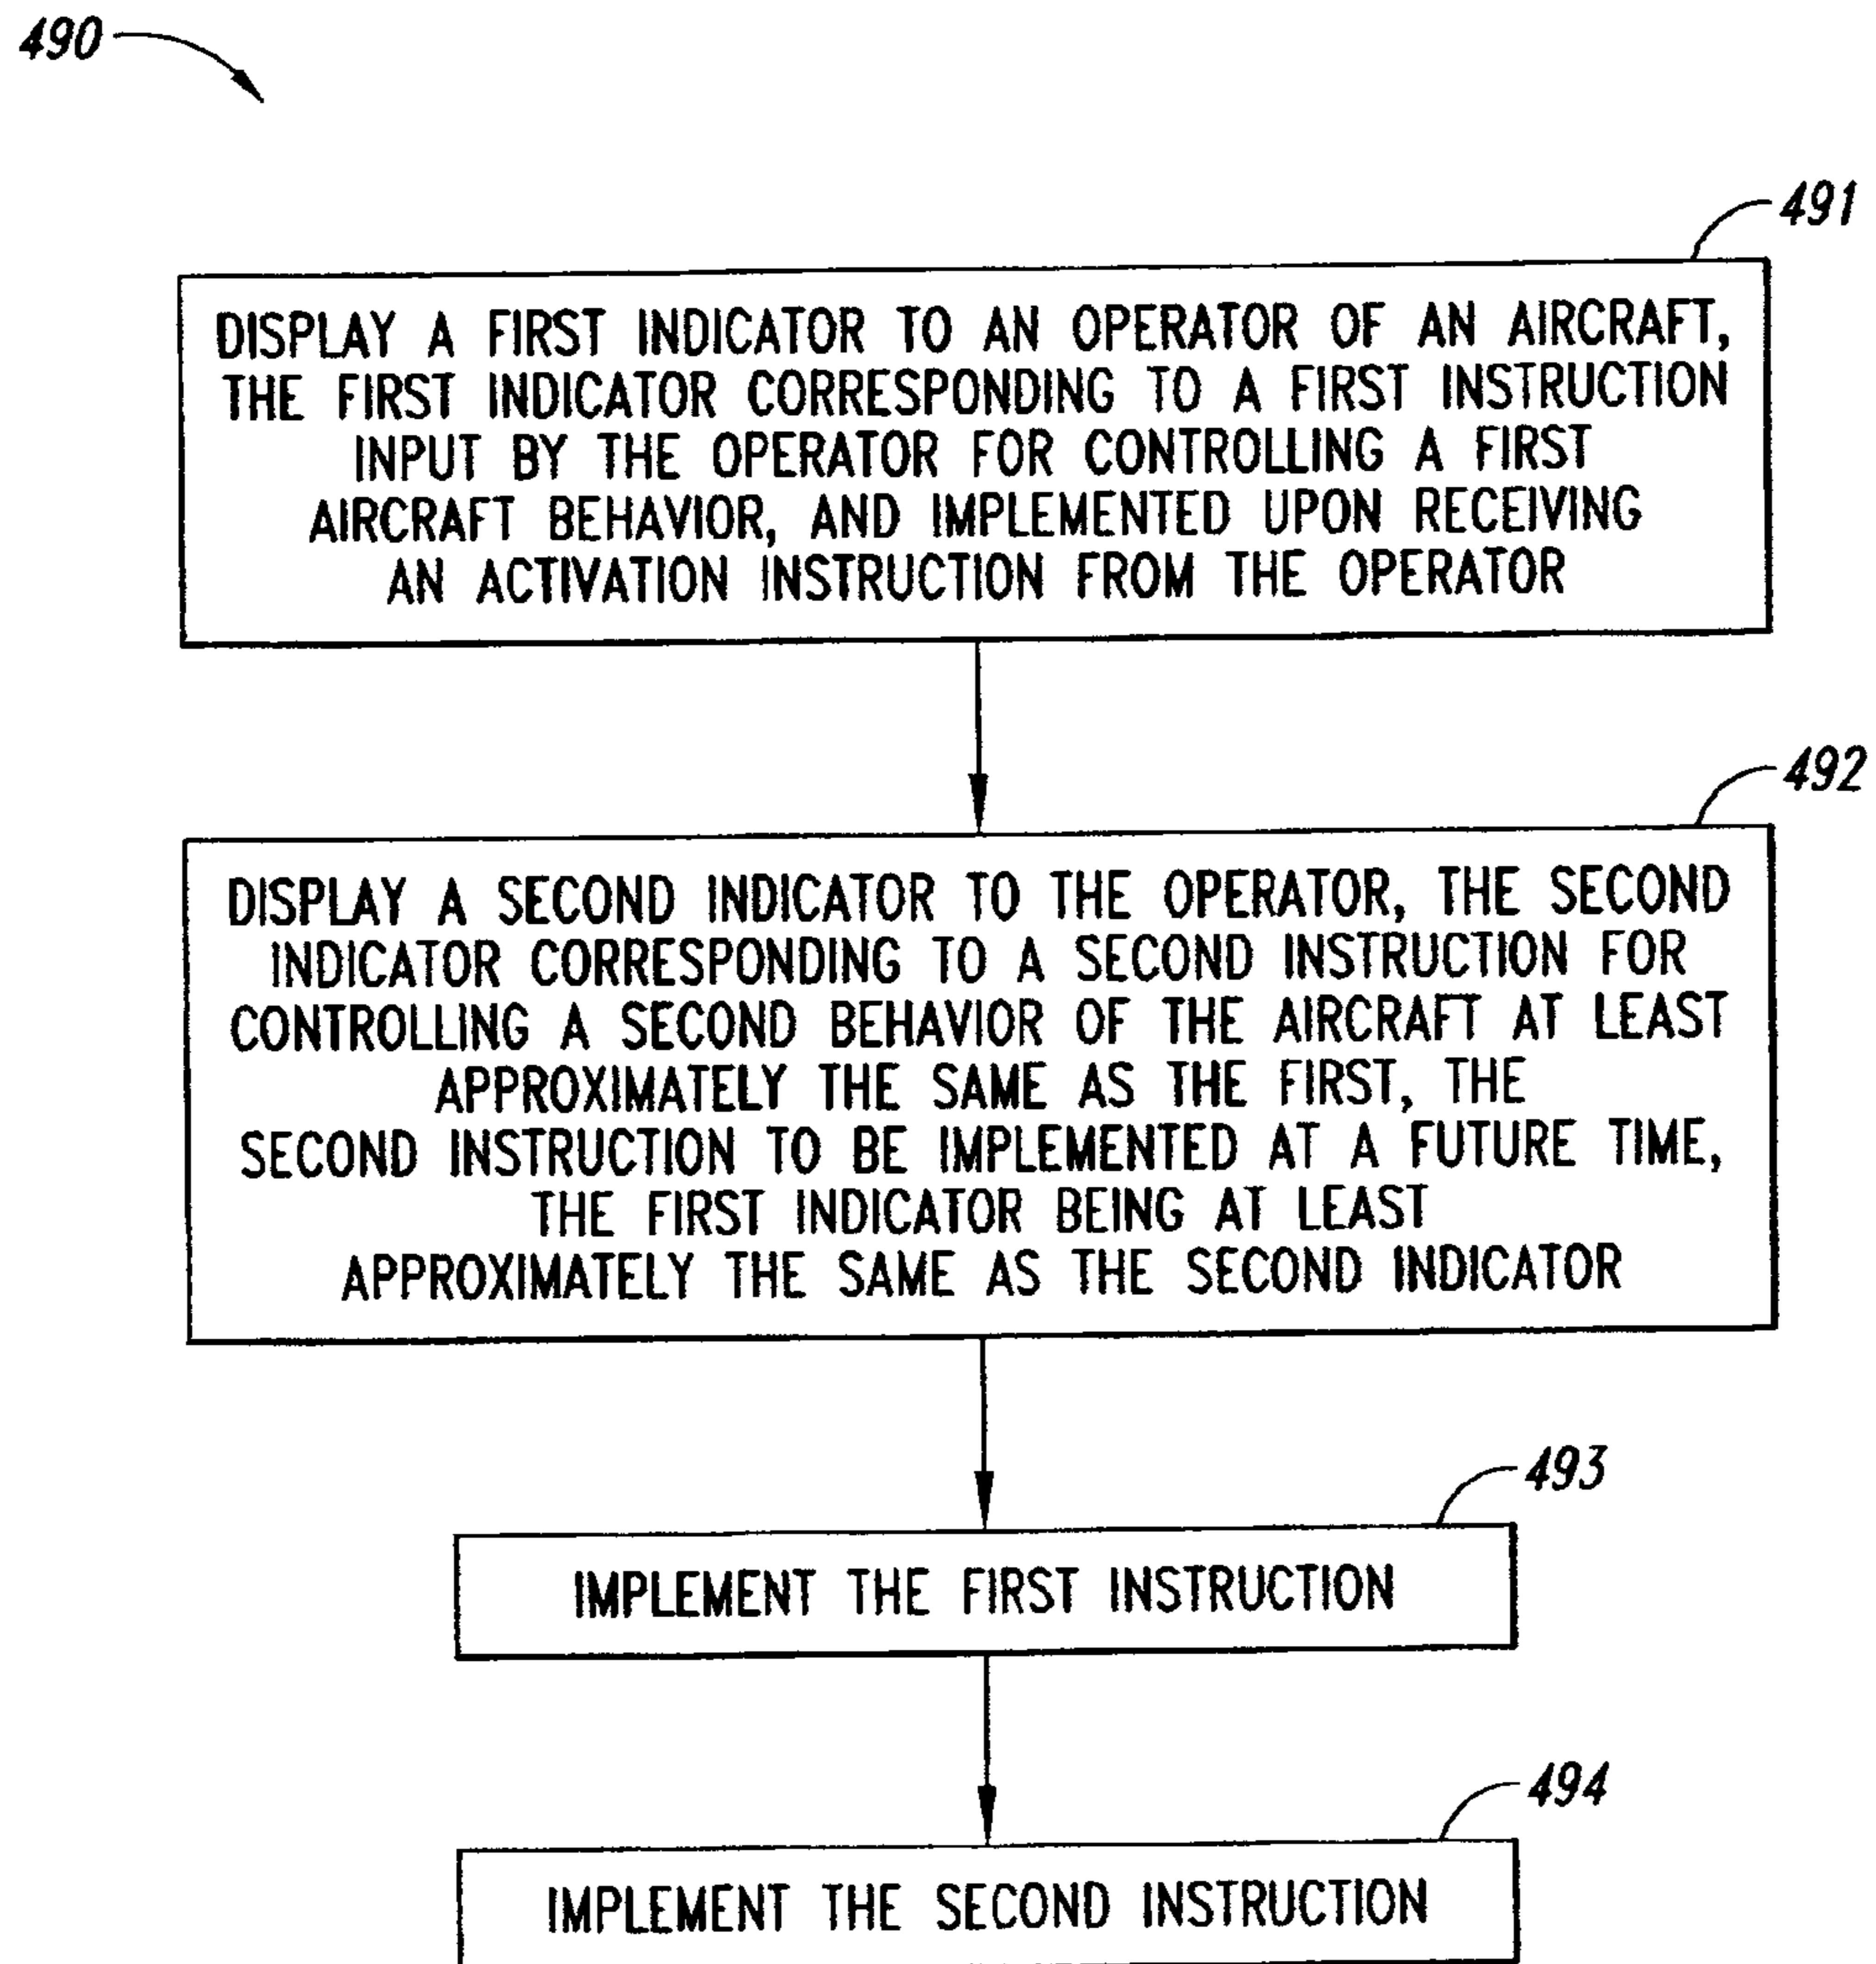 490
491
DISPLAY A FIRST INDICATOR TO AN OPERATOR OF AN AIRCRAFT,
THE FIRST INDICATOR CORRESPONDING TO A FIRST INSTRUCTION
INPUT BY THE OPERATOR FOR CONTROLLING A FIRST
AIRCRAFT BEHAVIOR, AND IMPLEMENTED UPON RECEIVING
AN ACTIVATION INSTRUCTION FROM THE OPERATOR
492
DISPLAY A SECOND INDICATOR TO THE OPERATOR, THE SECOND
INDICATOR CORRESPONDING TO A SECOND INSTRUCTION FOR
CONTROLLING A SECOND BEHAVIOR OF THE AIRCRAFT AT LEAST
APPROXIMATELY THE SAME AS THE FIRST, THE
SECOND INSTRUCTION TO BE IMPLEMENTED AT A FUTURE TIME,
THE FIRST INDICATOR BEING AT LEAST
APPROXIMATELY THE SAME AS THE SECOND INDICATOR
493
IMPLEMENT THE FIRST INSTRUCTION
494
IMPLEMENT THE SECOND INSTRUCTION